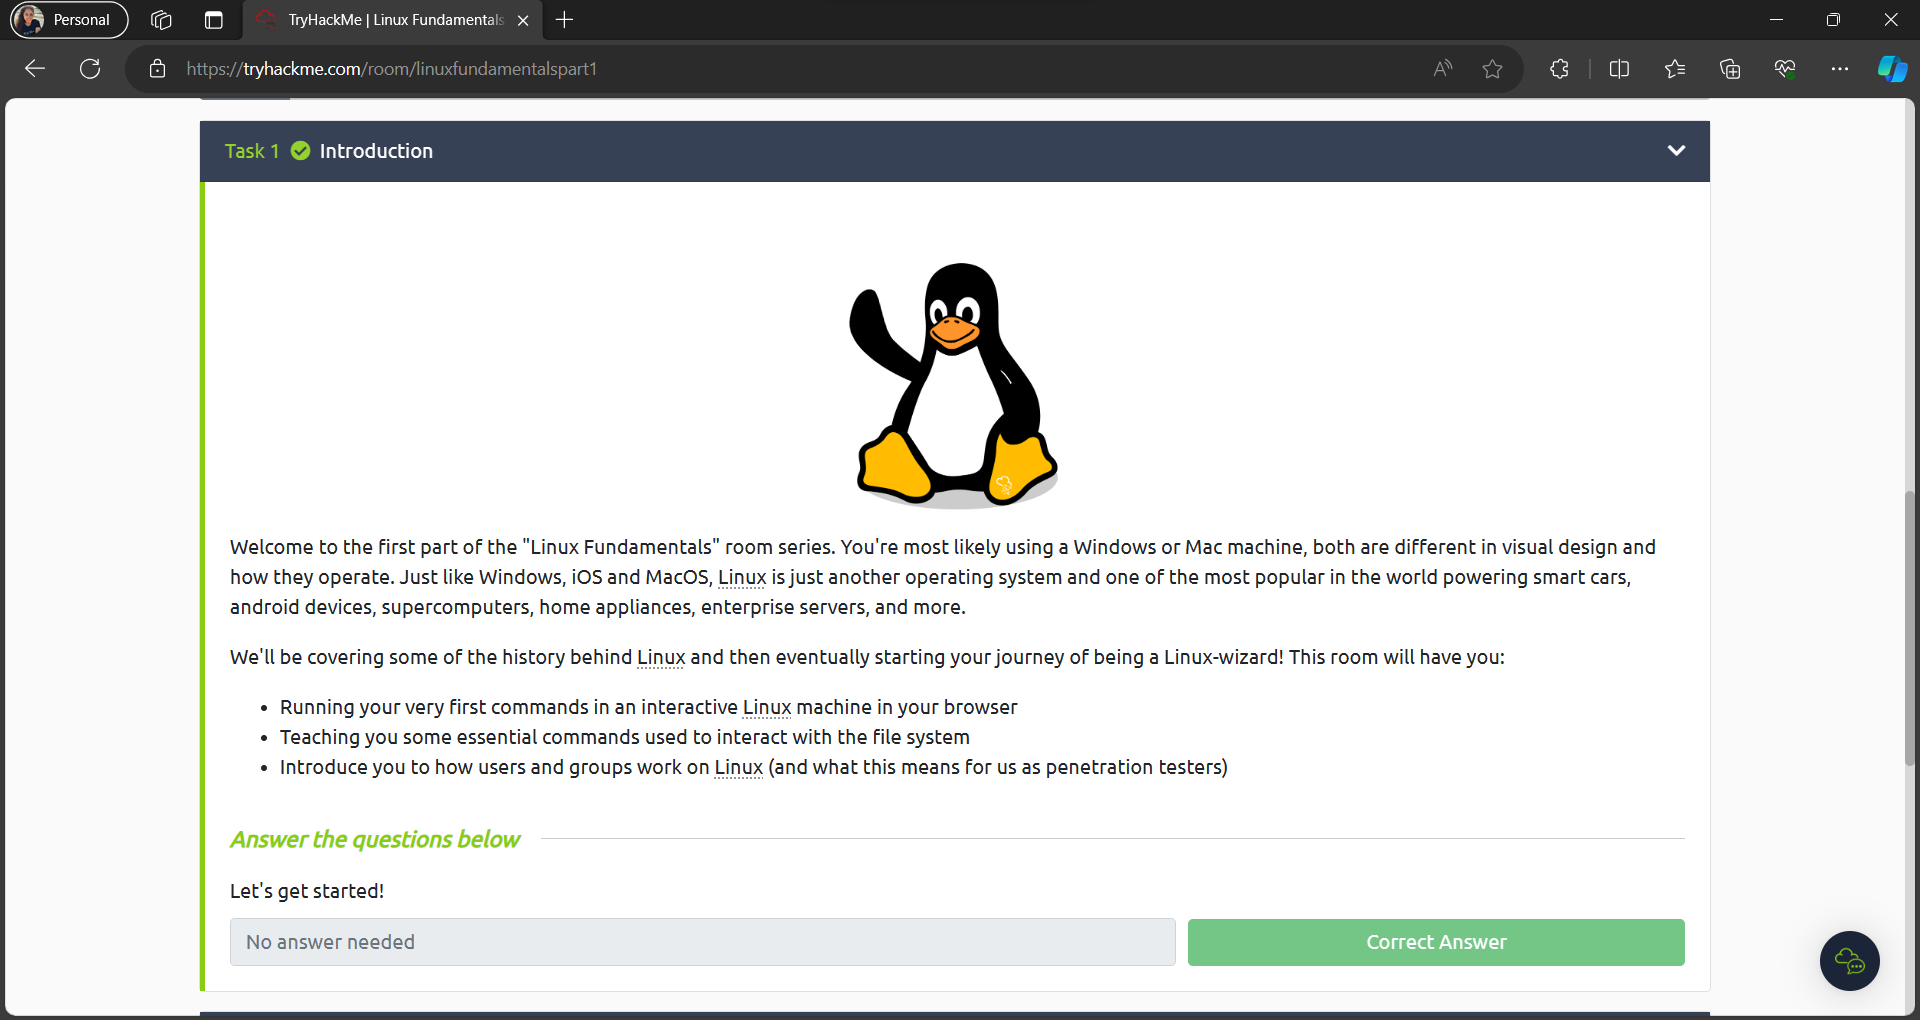 Personal
TryHackMe | Linux Fundamentals
https://tryhackme.com/room/linuxfundamentalspart1
Task 1 Introduction
Welcome to the first part of the "Linux Fundamentals" room series. You're most likely using a Windows or Mac machine, both are different in visual design and
how they operate. Just like Windows, iOS and MacOS, Linux is just another operating system and one of the most popular in the world powering smart cars,
android devices, supercomputers, home appliances, enterprise servers, and more.
We'll be covering some of the history behind Linux and then eventually starting your journey of being a Linux-wizard! This room will have you:
• Running your very first commands in an interactive Linux machine in your browser
• Teaching you some essential commands used to interact with the file system
• Introduce you to how users and groups work on Linux (and what this means for us as penetration testers)
Answer the questions below
Let's get started!
No answer needed
Correct Answer